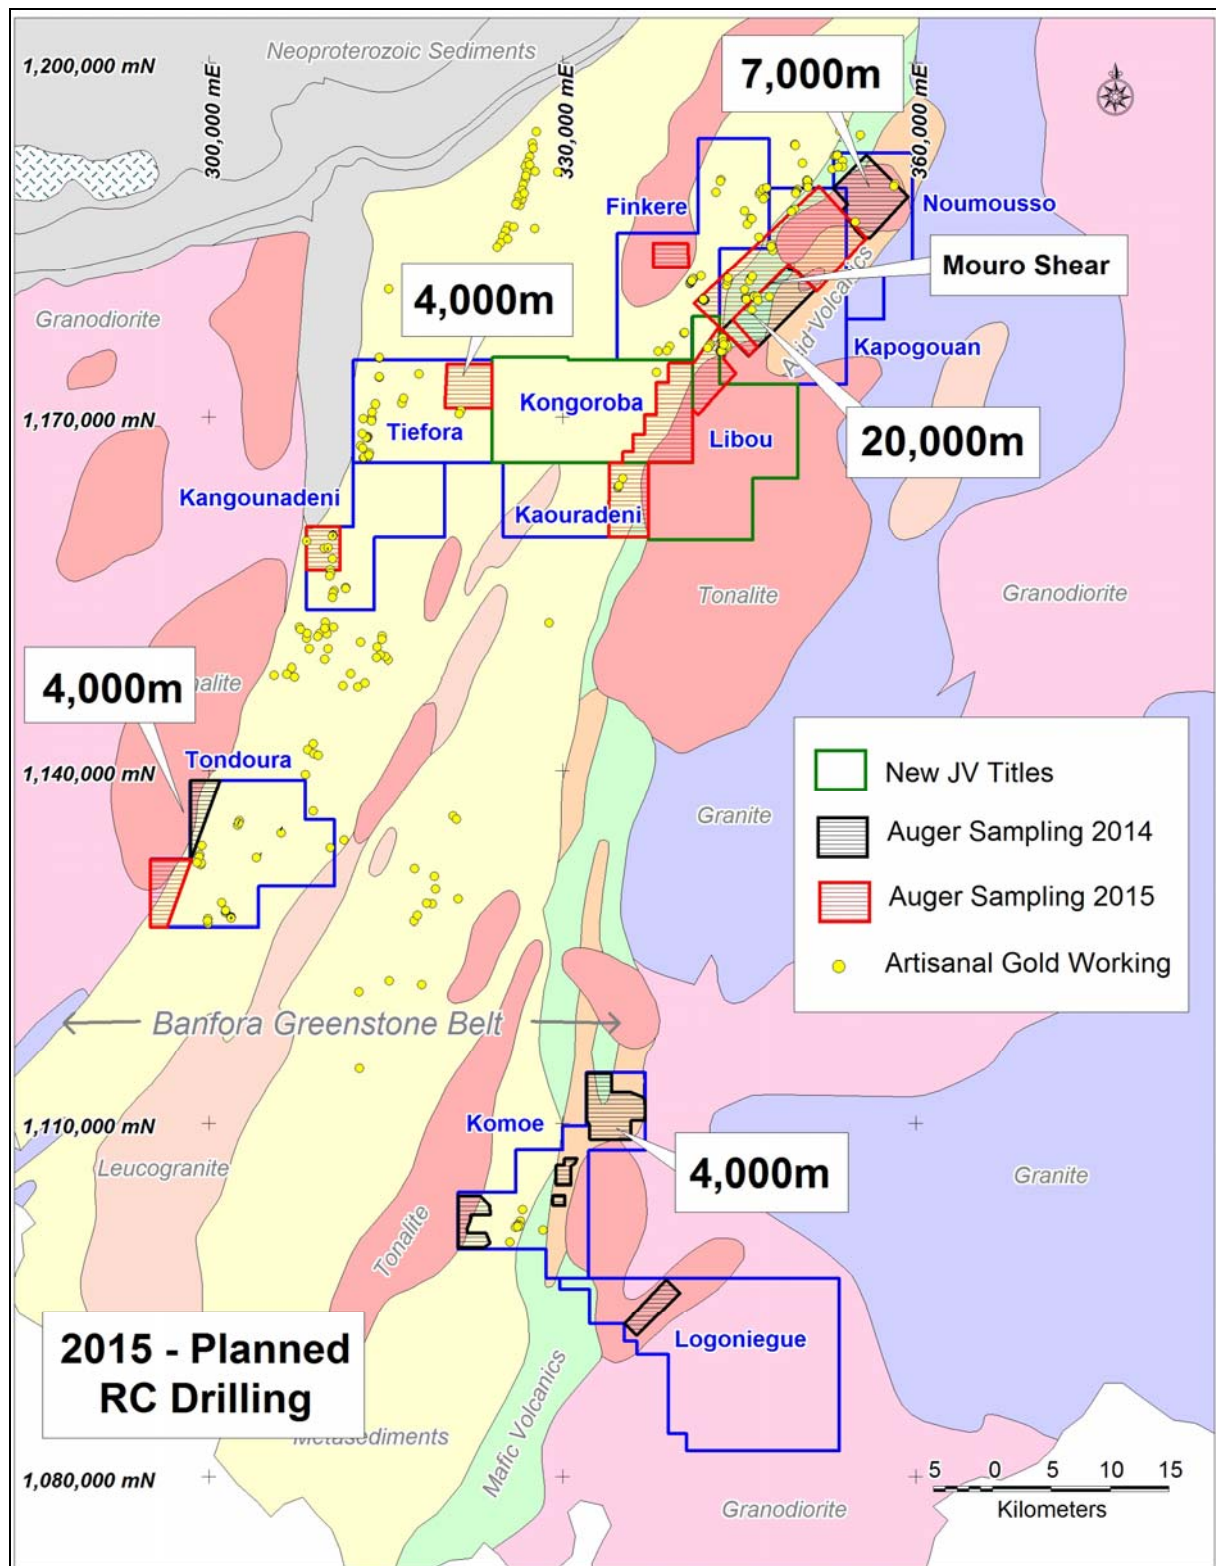 Neoproterozoic Sediments
1,200,000 mN
300,000 mE
330,000 mE
360,000 mE
7,000m
Finkere
Noumousso
Mouro Shear
4,000m
Granodiorite
Acid Volcanics
Kapogouan
Kongoroba
1,170,000 mN
Tiefora
Libou
20,000m
Kangounadeni
Kaouradeni
Tonalite
Granodiorite
4,000m
nalite
Tondoura
1,140,000 mN
New JV Titles
Granite
Auger Sampling 2014
Auger Sampling 2015
Artisanal Gold Working
Banfora Greenstone Belt
1,110,000 mN
Komoe
Leucogranite
4,000m
Granite
Tonalite
2015 - Planned
RC Drilling
Logoniegue
Metasediments
Mafic Volcanics
1,080,000 mN
5 0 5 10 15
Kilometers
Granodiorite